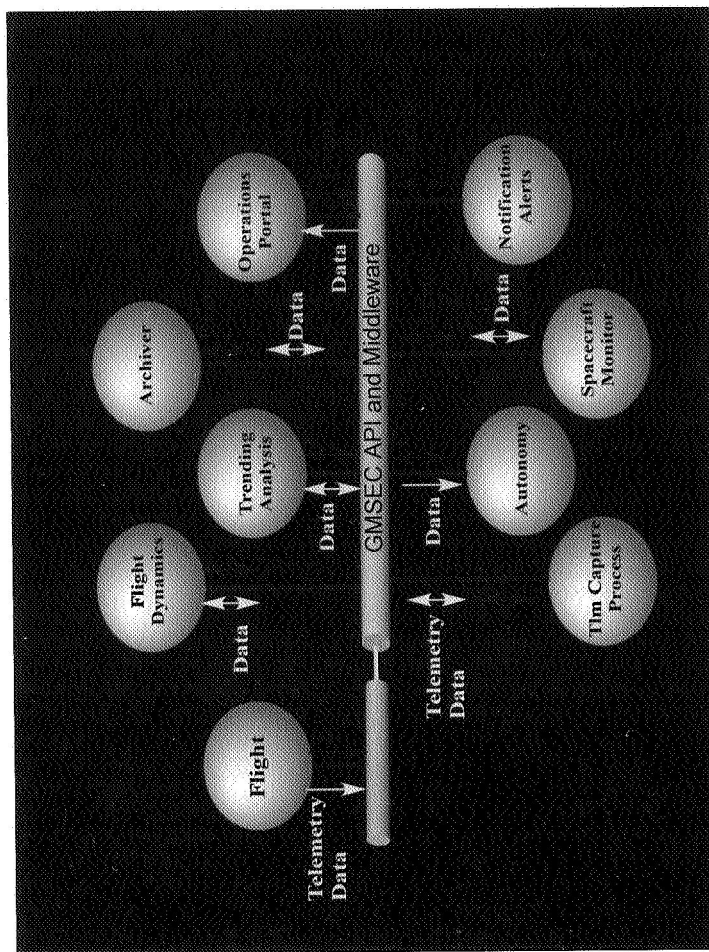 Flight
Telemetry
Data
Flight
Dynamics
Data
Trending
Analysis
Data
Archiver
Data
Operations
Portal
Data
GMSEC API and Middleware
Telemetry
Data
Tlm Capture
Process
Data
Autonomy
Spacecraft
Monitor
Data
Notification
Alerts